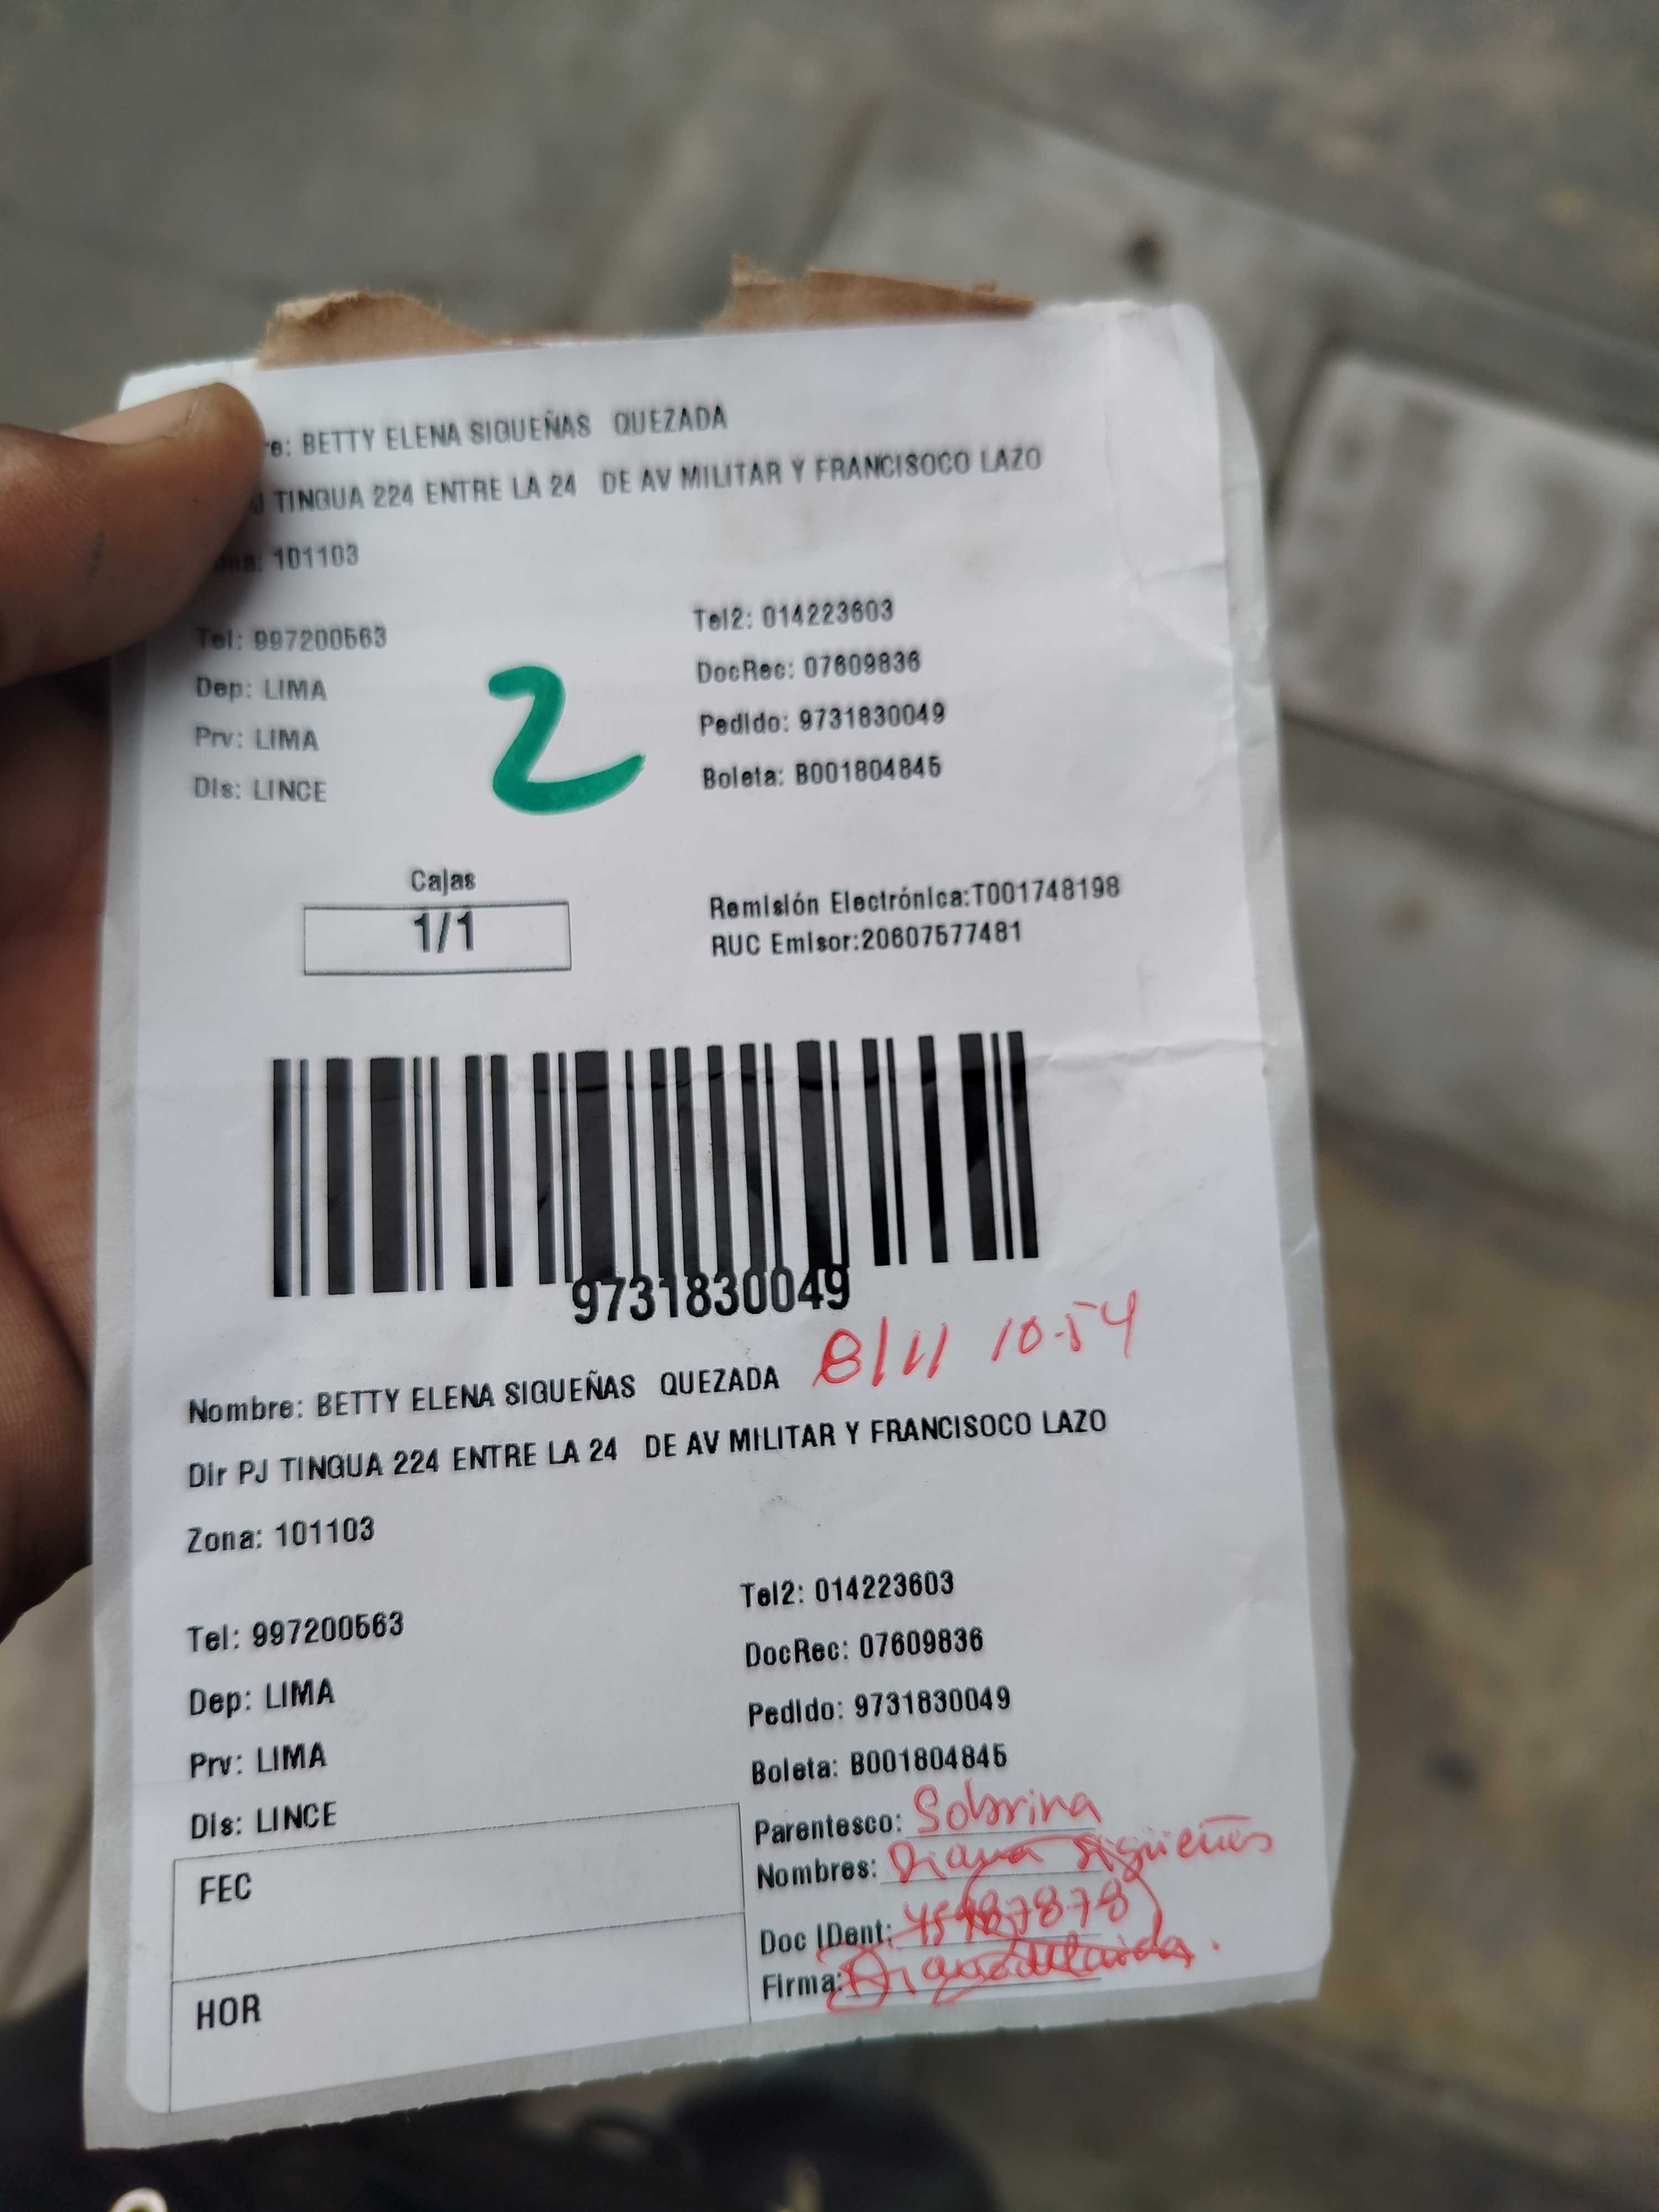 BETTY ELENA SIGUEÑAS QUEZADA
TINGUA 224 ENTRE LA 24 DE AV MILITAR Y FRANCISOCO LAZO
101103
Tel: 997200563
Tel2: 014223603
Dep: LIMA
DocRec: 07609836
Prv: LIMA
Pedido: 9731830049
Dis: LINCE
Boleta: B001804845
2
Cajas
1/1
Remisión Electrónica:T001748198
RUC Emisor:20607577481
9731830049
8/11 10-54
Nombre: BETTY ELENA SIGUEÑAS QUEZADA
Dir PJ TINGUA 224 ENTRE LA 24 DE AV MILITAR Y FRANCISOCO LAZO
Zona: 101103
Tel: 997200563
Tel2: 014223603
Dep: LIMA
DocRec: 07609836
Prv: LIMA
Pedido: 9731830049
Dis: LINCE
Boleta: B001804845
Parentesco: Sobrina
Nombres: Diana Sigueñas
Doc IDent:
Firma:
FEC
HOR